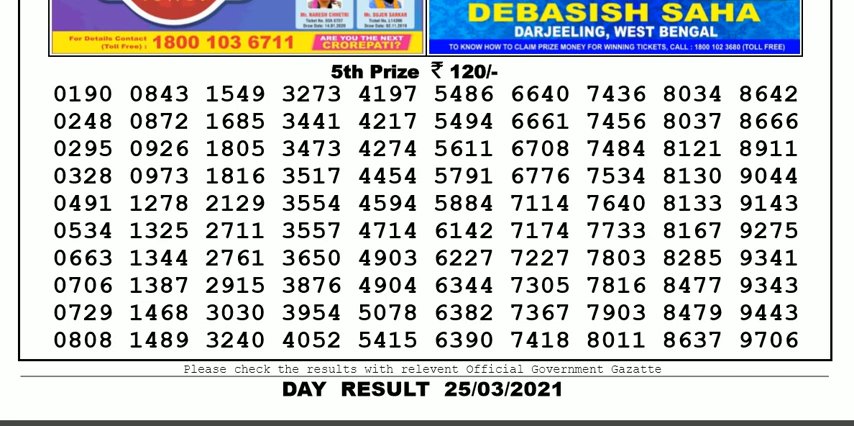 Mr. SUJEN SARKAR
DEBASISH SAHA
DARJEELING, WEST BENGAL
For Details Contact
(Toll Free) : 1800 103 6711
ARE YOU THE NEXT
CROREPATI?
TO KNOW HOW TO CLAIM PRIZE MONEY FOR WINNING TICKETS, CALL : 1800 102 3680 (TOLL FREE)
5th Prize ₹ 120/-
0190 0843 1549 3273 4197 5486 6640 7436 8034 8642
0248 0872 1685 3441 4217 5494 6661 7456 8037 8666
0295 0926 1805 3473 4274 5611 6708 7484 8121 8911
0328 0973 1816 3517 4454 5791 6776 7534 8130 9044
0491 1278 2129 3554 4594 5884 7114 7640 8133 9143
0534 1325 2711 3557 4714 6142 7174 7733 8167 9275
0663 1344 2761 3650 4903 6227 7227 7803 8285 9341
0706 1387 2915 3876 4904 6344 7305 7816 8477 9343
0729 1468 3030 3954 5078 6382 7367 7903 8479 9443
0808 1489 3240 4052 5415 6390 7418 8011 8637 9706
Please check the results with relevent Official Government Gazatte
DAY RESULT 25/03/2021